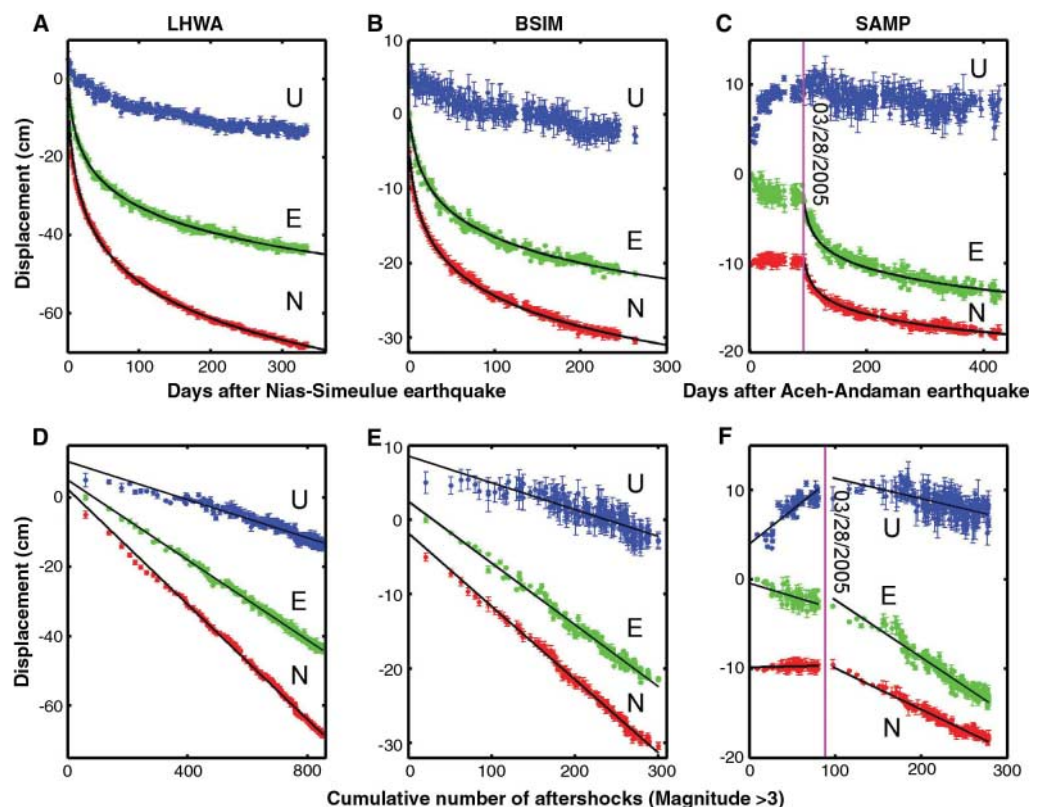 A LHWA
B BSIM
C SAMP
Displacement (cm)
0
-20
-40
-60
U
E
N
0 100 200 300
10
0
-10
-20
-30
U
E
N
0 100 200 300
10
0
-10
-20
U
03/28/2005
E
N
0 200 400
Days after Nias-Simeulue earthquake
Days after Aceh-Andaman earthquake
D
E
F
Displacement (cm)
0
-20
-40
-60
U
E
N
0 400 800
10
0
-10
-20
-30
U
E
N
0 100 200 300
10
0
-10
-20
U
03/28/2005
E
N
0 100 200 300
Cumulative number of aftershocks (Magnitude >3)